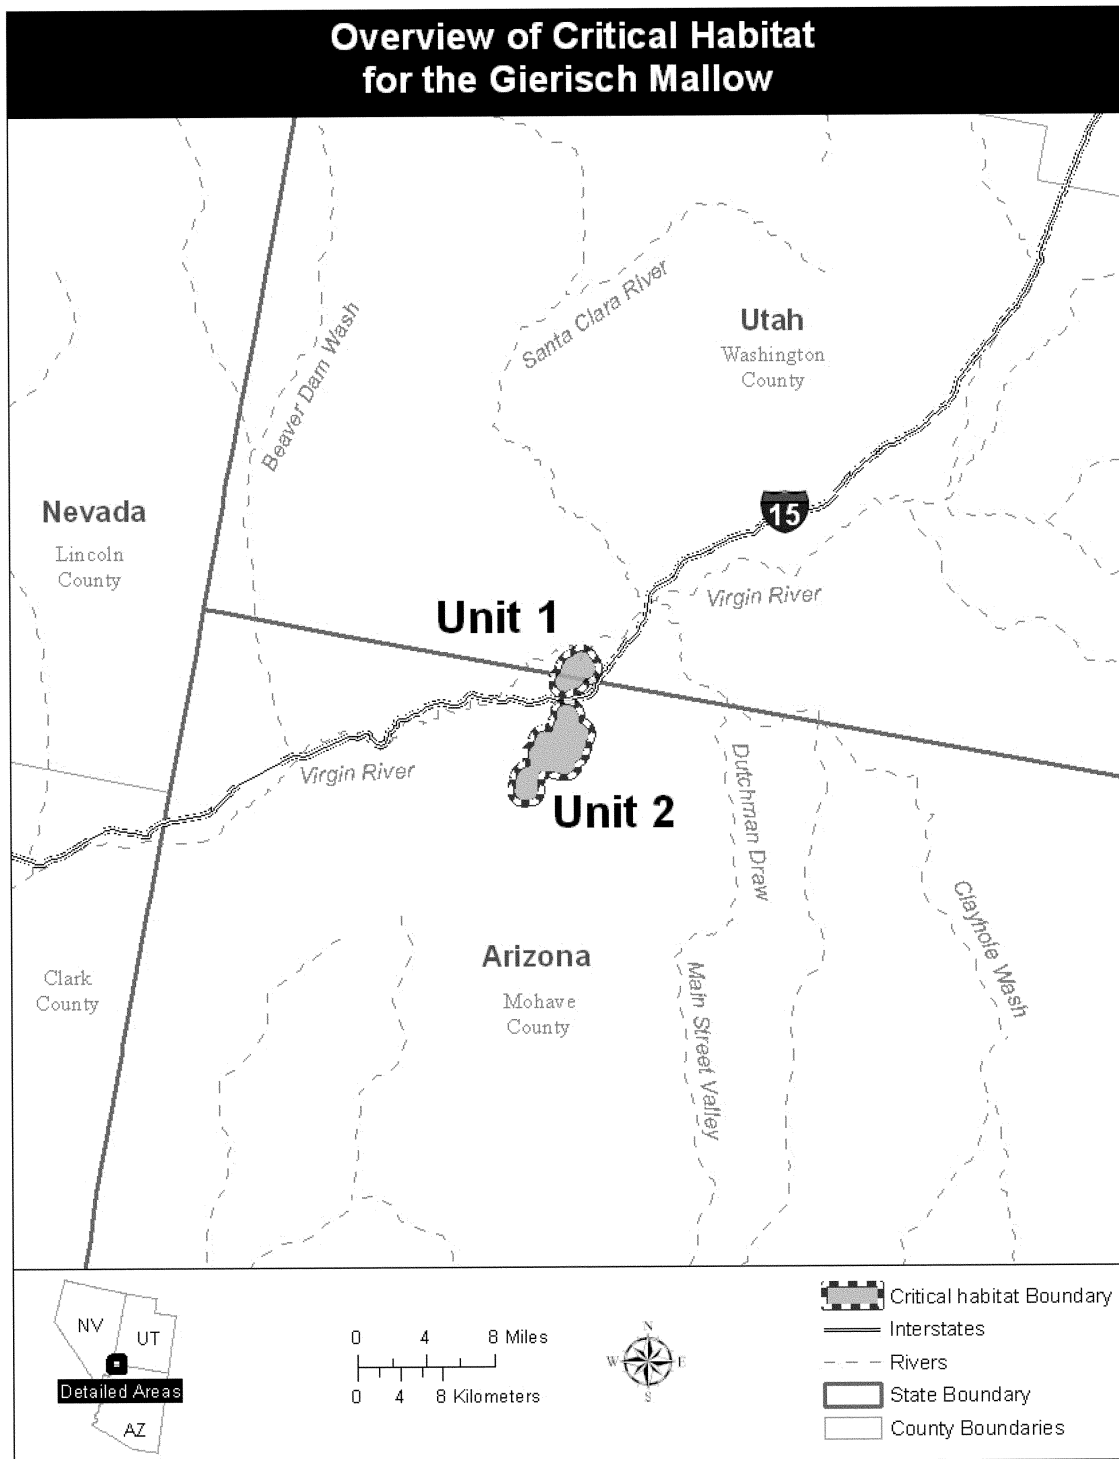 Overview of Critical Habitat
for the Gierisch Mallow
Santa Clara River
Utah
Washington
County
Beaver Dam Wash
Nevada
Lincoln
County
15
Virgin River
Unit 1
Virgin River
Unit 2
Dutchman Draw
Clayhole Wash
Arizona
Mohave
County
Main Street Valley
Clark
County
NV
UT
Detailed Areas
AZ
0 4 8 Miles
0 4 8 Kilometers
N
W E
S
Critical habitat Boundary
Interstates
Rivers
State Boundary
County Boundaries